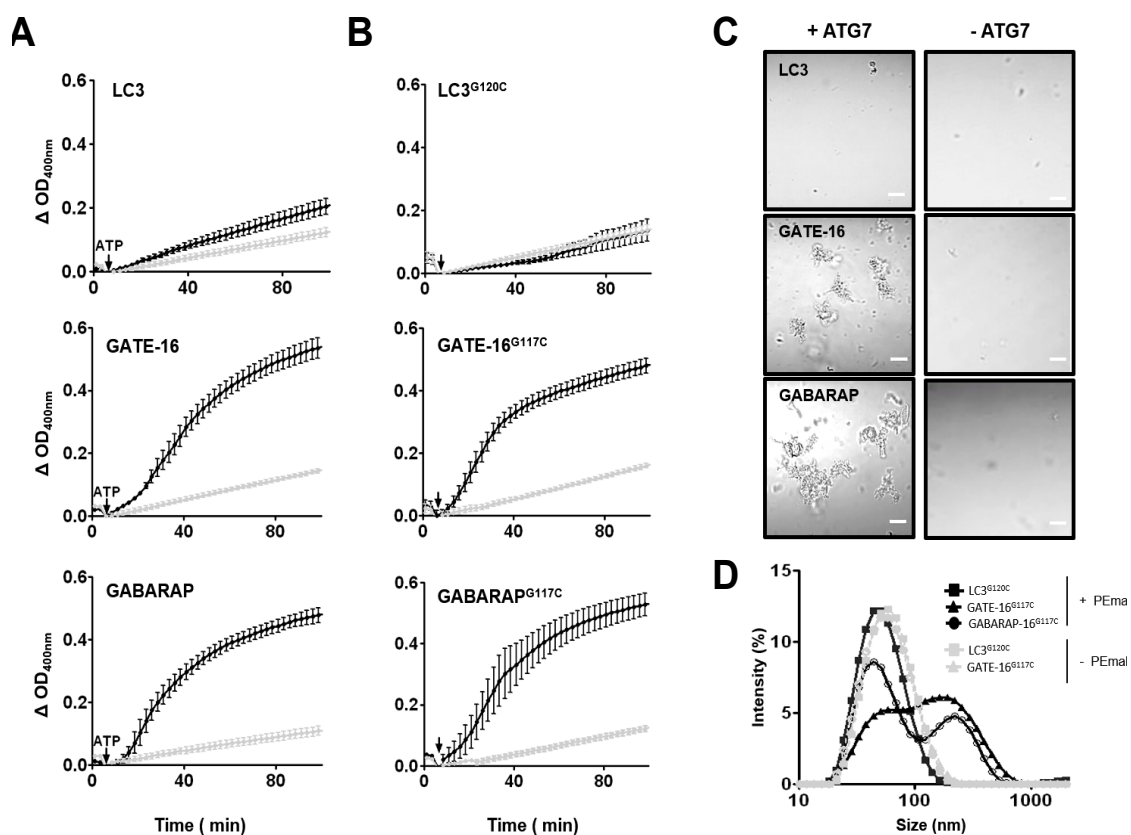 A
B
C
+ ATG7
- ATG7
LC3
Δ OD400nm
0.6
0.4
0.2
0.0
ATP
0
40
80
LC3G120C
0.6
0.4
0.2
0.0
0
40
80
GATE-16
Δ OD400nm
0.6
0.4
0.2
0.0
ATP
0
40
80
GATE-16G117C
0.6
0.4
0.2
0.0
0
40
80
GABARAP
Δ OD400nm
0.6
0.4
0.2
0.0
ATP
0
40
80
Time ( min)
GABARAPG117C
0.6
0.4
0.2
0.0
0
40
80
Time ( min)
LC3
GATE-16
GABARAP
D
Intensity (%)
15
10
5
0
10
100
1000
Size (nm)
LC3G120C
GATE-16G117C
GABARAP-16G117C
+ PEmal
LC3G120C
GATE-16G117C
- PEmal